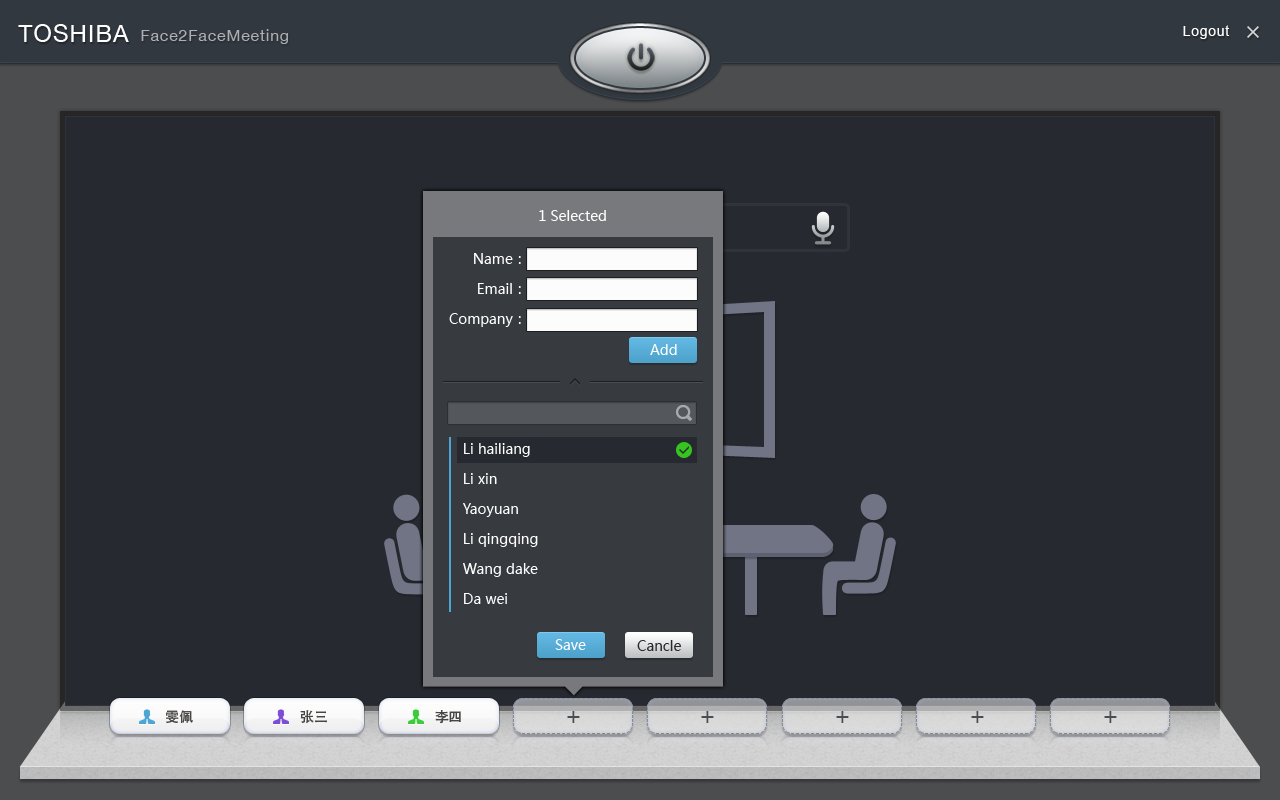 TOSHIBA Face2FaceMeeting
Logout
1 Selected
Name :
Email :
Company :
Add
Li hailiang
Li xin
Yaoyuan
Li qingqing
Wang dake
Da wei
Save Cancle
雯佩 张三 李四 + + + + +